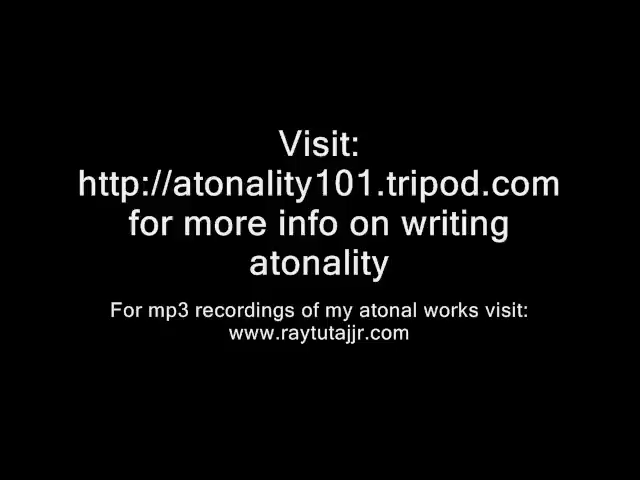 Visit:
http://atonality101.tripod.com
for more info on writing
atonality
For mp3 recordings of my atonal works visit:
www.raytutajjr.com